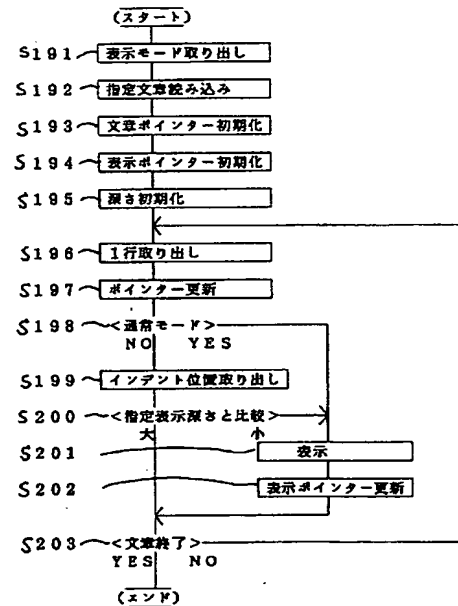 (スタート)
S191 表示モード取り出し
S192 指定文章読み込み
S193 文章ポインター初期化
S194 表示ポインター初期化
S195 深さ初期化
S196 1行取り出し
S197 ポインター更新
S198 <通常モード>
NO YES
S199 インデント位置取り出し
S200 <指定表示深さと比較>
大 小
S201 表示
S202 表示ポインター更新
S203 <文章終了>
YES NO
(エンド)